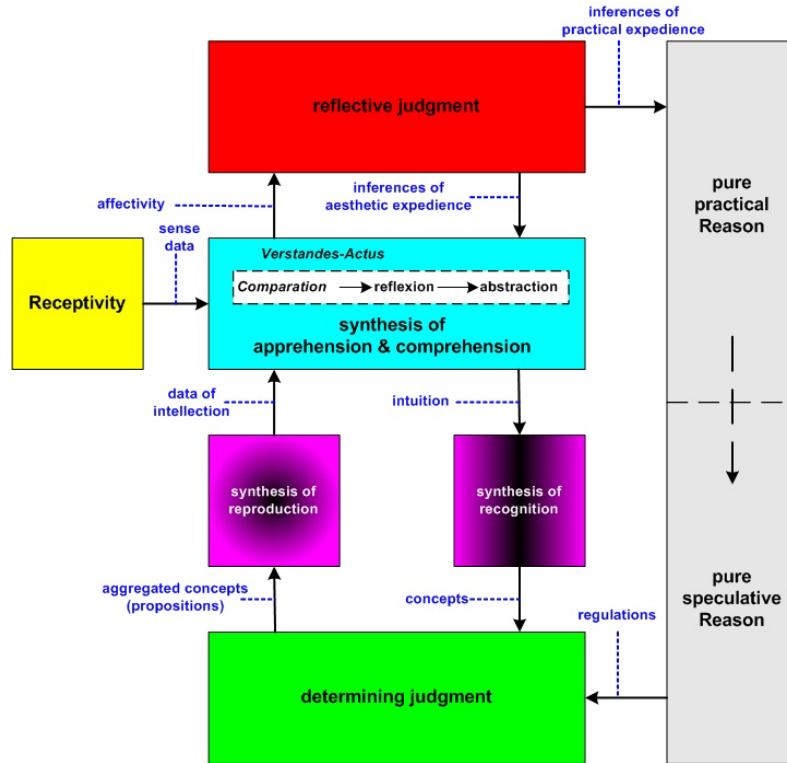 inferences of
practical expedience
reflective judgment
pure
practical
Reason
affectivity
inferences of
aesthetic expedience
sense
data
Receptivity
Verstandes-Actus
Comparation
reflexion
abstraction
synthesis of
apprehension & comprehension
data of
intellection
intuition
synthesis of
reproduction
synthesis of
recognition
aggregated concepts
(propositions)
concepts
pure
speculative
Reason
regulations
determining judgment